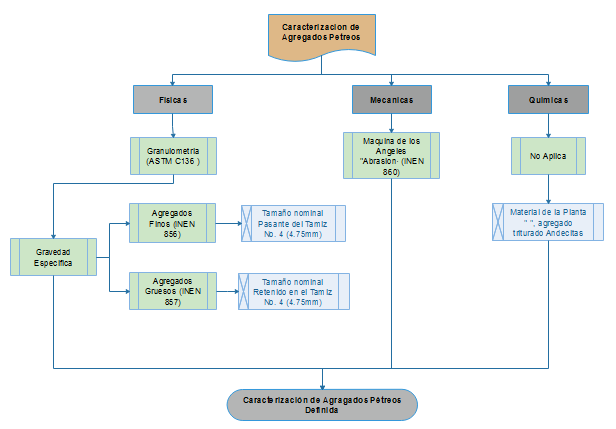 Caracterizacion de
Agregados Pétreos
Fisicas
Mecanicas
Quimicas
Granulometria
(ASTM C136 )
Maquina de los
Angeles
"Abrasion- (INEN
860)
No Aplica
Agregados
Finos (INEN
856)
Tamaño nominal
Pasante del Tamiz
No. 4 (4.75mm)
Material de la Planta
" ", agregado
triturado Andecitas
Gravedad
Especifica
Agregados
Gruesos (INEN
857)
Tamaño nominal
Retenido en el Tamiz
No. 4 (4.75mm)
Caracterización de Agragados Pétreos
Definida